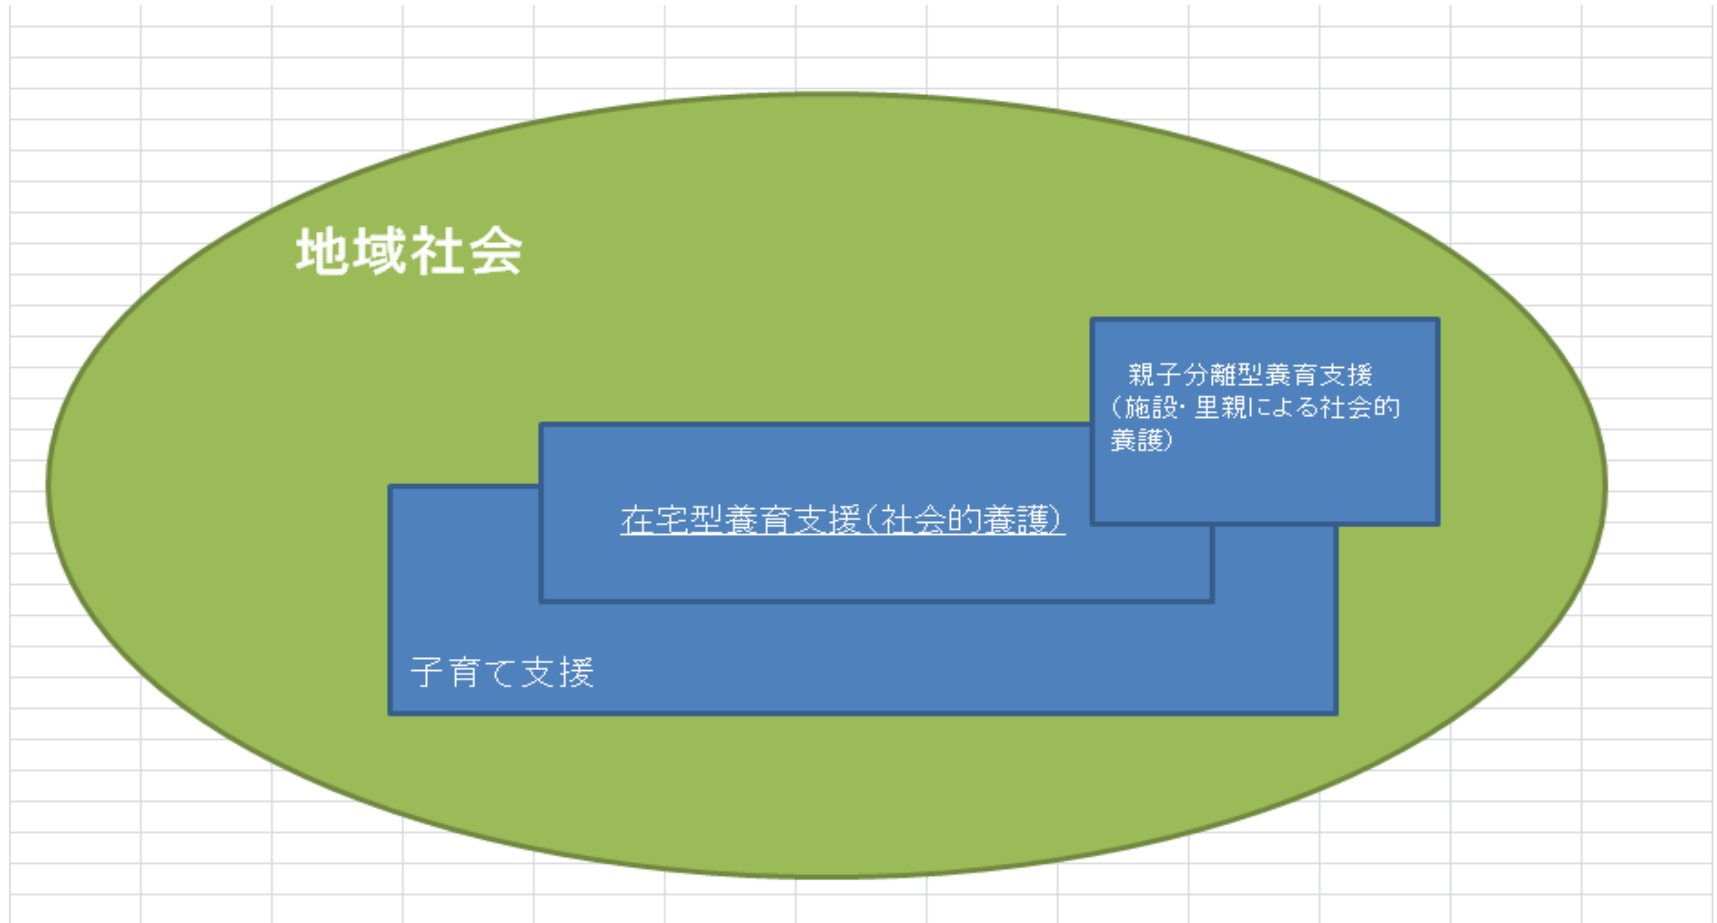 地域社会
親子分離型養育支援
(施設・里親による社会的
養護)
在宅型養育支援(社会的養護)
子育て支援